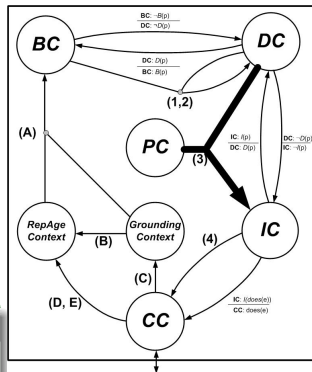 BC: ¬B(p)
DC: ¬D(p)
BC
DC
DC: D(p)
BC: B(p)
(1,2)
(A)
PC
(3)
IC: I(p)
DC: D(p)
DC: ¬D(p)
IC: ¬I(p)
RepAge
Context
(B)
Grounding
Context
(4)
IC
(C)
(D, E)
CC
IC: I(does(e))
CC: does(e)